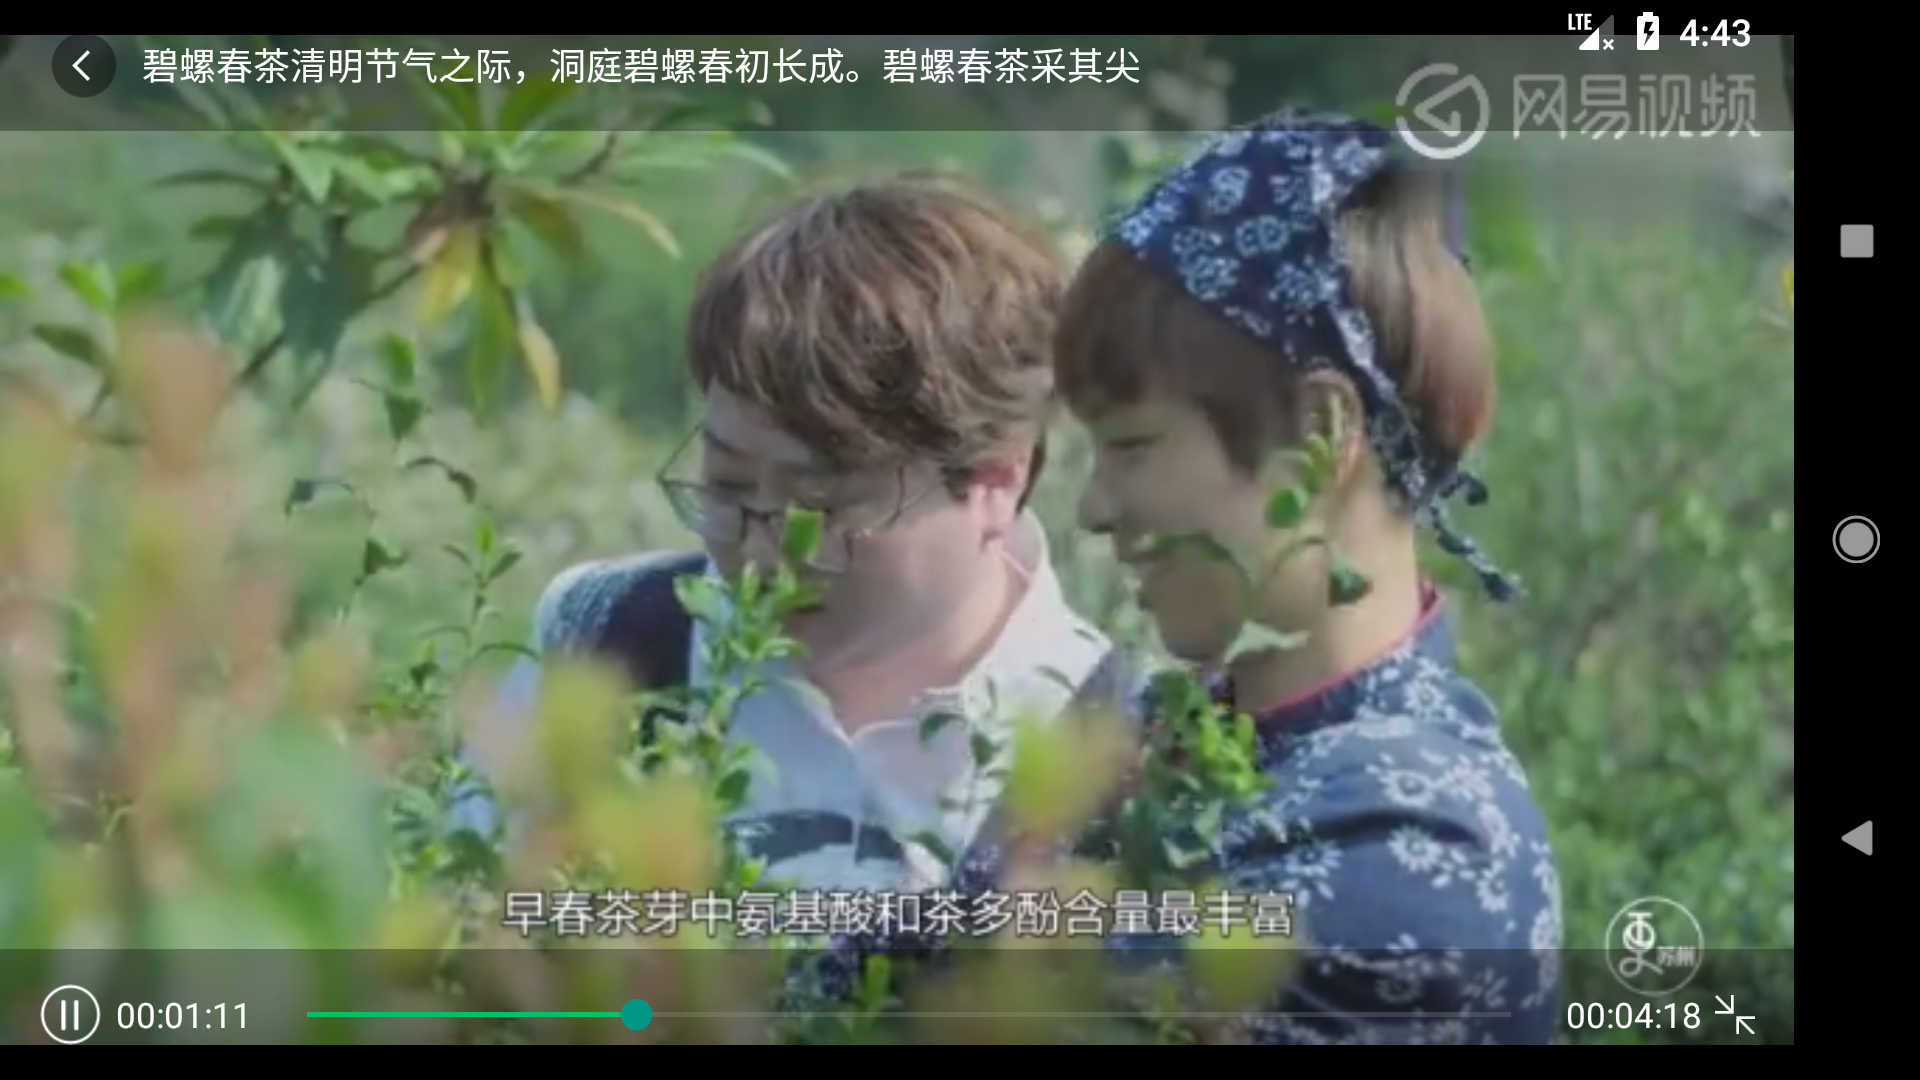 LTE 4:43
碧螺春茶清明节气之际，洞庭碧螺春初长成。碧螺春茶采其尖
网易视频
早春茶芽中氨基酸和茶多酚含量最丰富
苏州
00:01:11
00:04:18